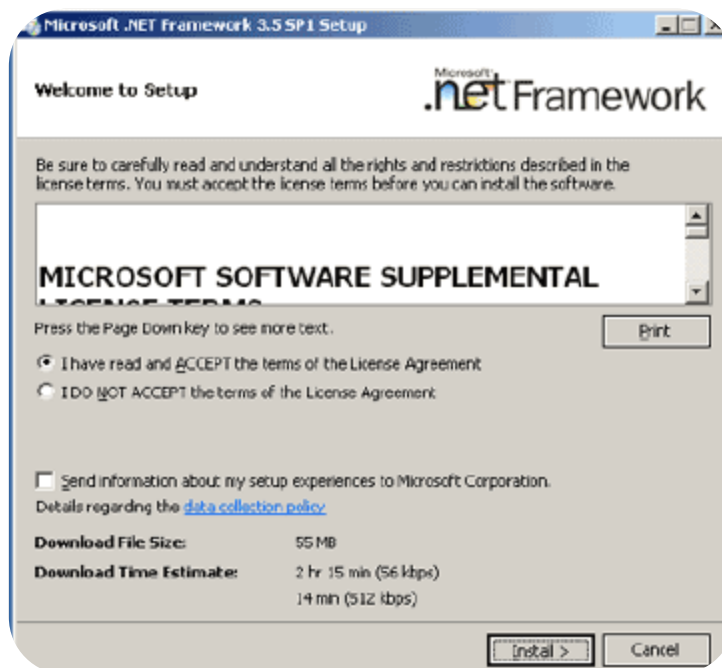 Microsoft .NET Framework 3.5 SP1 Setup
Welcome to Setup
Microsoft
.net Framework
Be sure to carefully read and understand all the rights and restrictions described in the
license terms. You must accept the license terms before you can install the software.
MICROSOFT SOFTWARE SUPPLEMENTAL
LICENSE TERMS
Press the Page Down key to see more text.
Print
I have read and ACCEPT the terms of the License Agreement
I DO NOT ACCEPT the terms of the License Agreement
Send information about my setup experiences to Microsoft Corporation.
Details regarding the data collection policy
Download File Size: 55 MB
Download Time Estimate: 2 hr 15 min (56 kbps)
14 min (512 kbps)
Install > Cancel